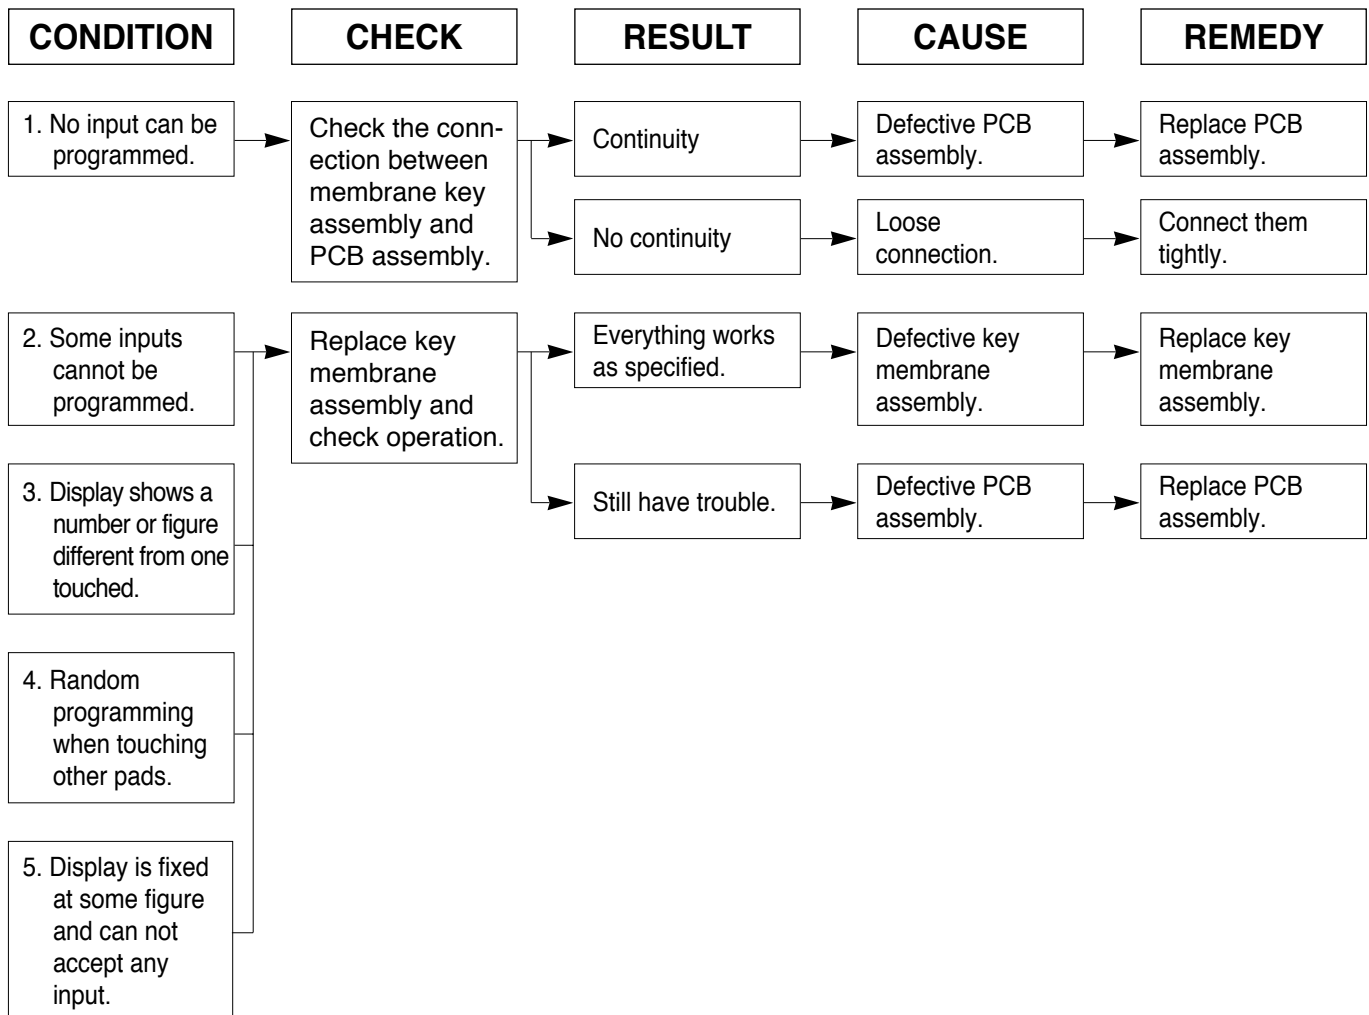 CONDITION
CHECK
RESULT
CAUSE
REMEDY
1. No input can be
programmed.
Check the conn-
ection between
membrane key
assembly and
PCB assembly.
Continuity
Defective PCB
assembly.
Replace PCB
assembly.
No continuity
Loose
connection.
Connect them
tightly.
2. Some inputs
cannot be
programmed.
Replace key
membrane
assembly and
check operation.
Everything works
as specified.
Defective key
membrane
assembly.
Replace key
membrane
assembly.
Still have trouble.
Defective PCB
assembly.
Replace PCB
assembly.
3. Display shows a
number or figure
different from one
touched.
4. Random
programming
when touching
other pads.
5. Display is fixed
at some figure
and can not
accept any
input.